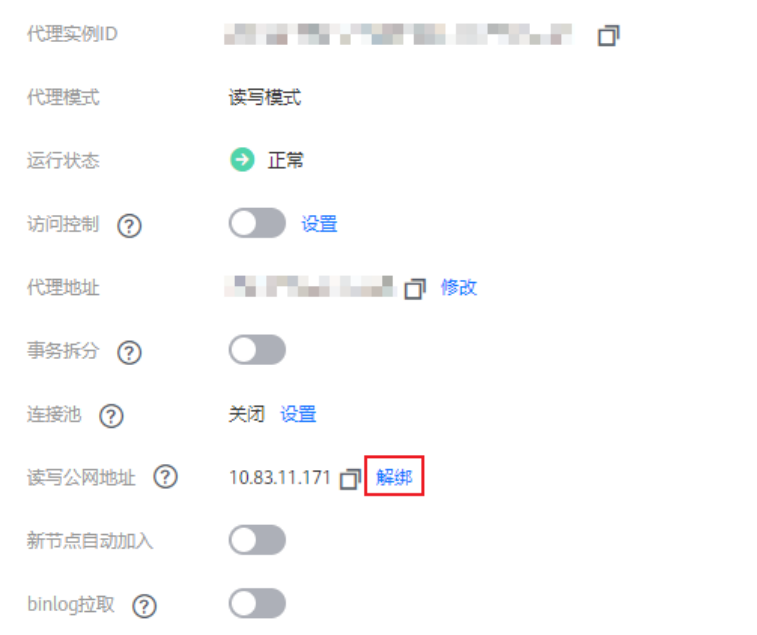 代理实例ID
代理模式 读写模式
运行状态 正常
访问控制 ? 设置
代理地址 修改
事务拆分 ?
连接池 ? 关闭 设置
读写公网地址 ? 10.83.11.171 解绑
新节点自动加入
binlog拉取 ?